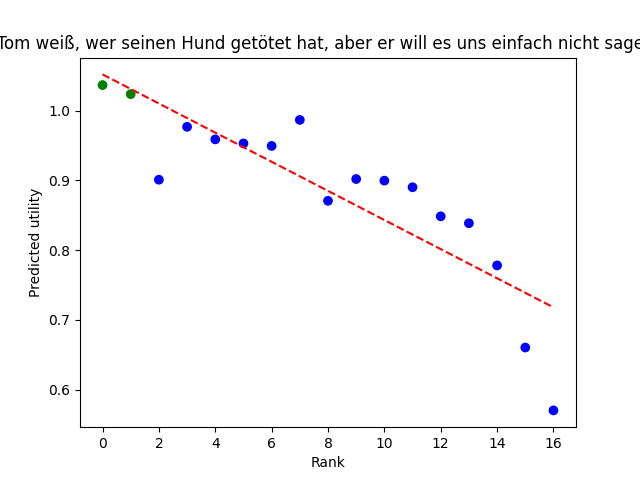 Tom weiß, wer seinen Hund getötet hat, aber er will es uns einfach nicht sage
1.0
0.9
0.8
0.7
0.6
Predicted utility
0 2 4 6 8 10 12 14 16
Rank